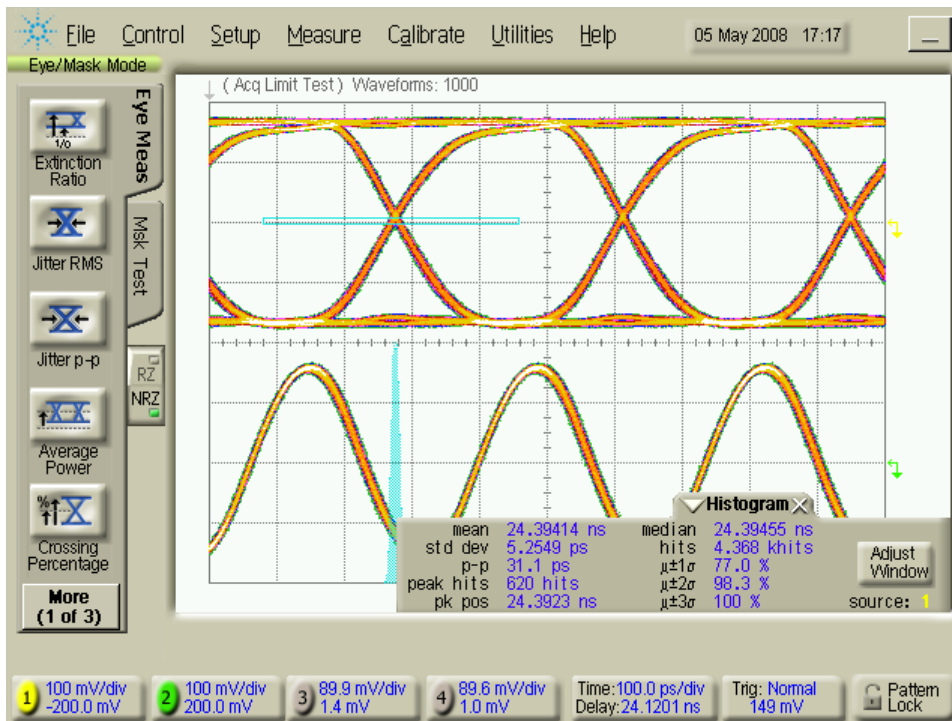 File Control Setup Measure Calibrate Utilities Help 05 May 2008 17:17
Eye/Mask Mode
( Acq Limit Test ) Waveforms: 1000
Eye Meas
Msk Test
1/0
Extinction
Ratio
Jitter RMS
Jitter p-p
RZ
NRZ
Average
Power
%
Crossing
Percentage
More
(1 of 3)
Histogram
mean 24.39414 ns median 24.39455 ns
std dev 5.2549 ps hits 4.368 khits
p-p 31.1 ps µ±1σ 77.0 %
peak hits 620 hits µ±2σ 98.3 %
pk pos 24.3923 ns µ±3σ 100 %
Adjust
Window
source: 1
1 100 mV/div
-200.0 mV
2 100 mV/div
200.0 mV
3 89.9 mV/div
1.4 mV
4 89.6 mV/div
1.0 mV
Time:100.0 ps/div
Delay:24.1201 ns
Trig: Normal
149 mV
Pattern
Lock